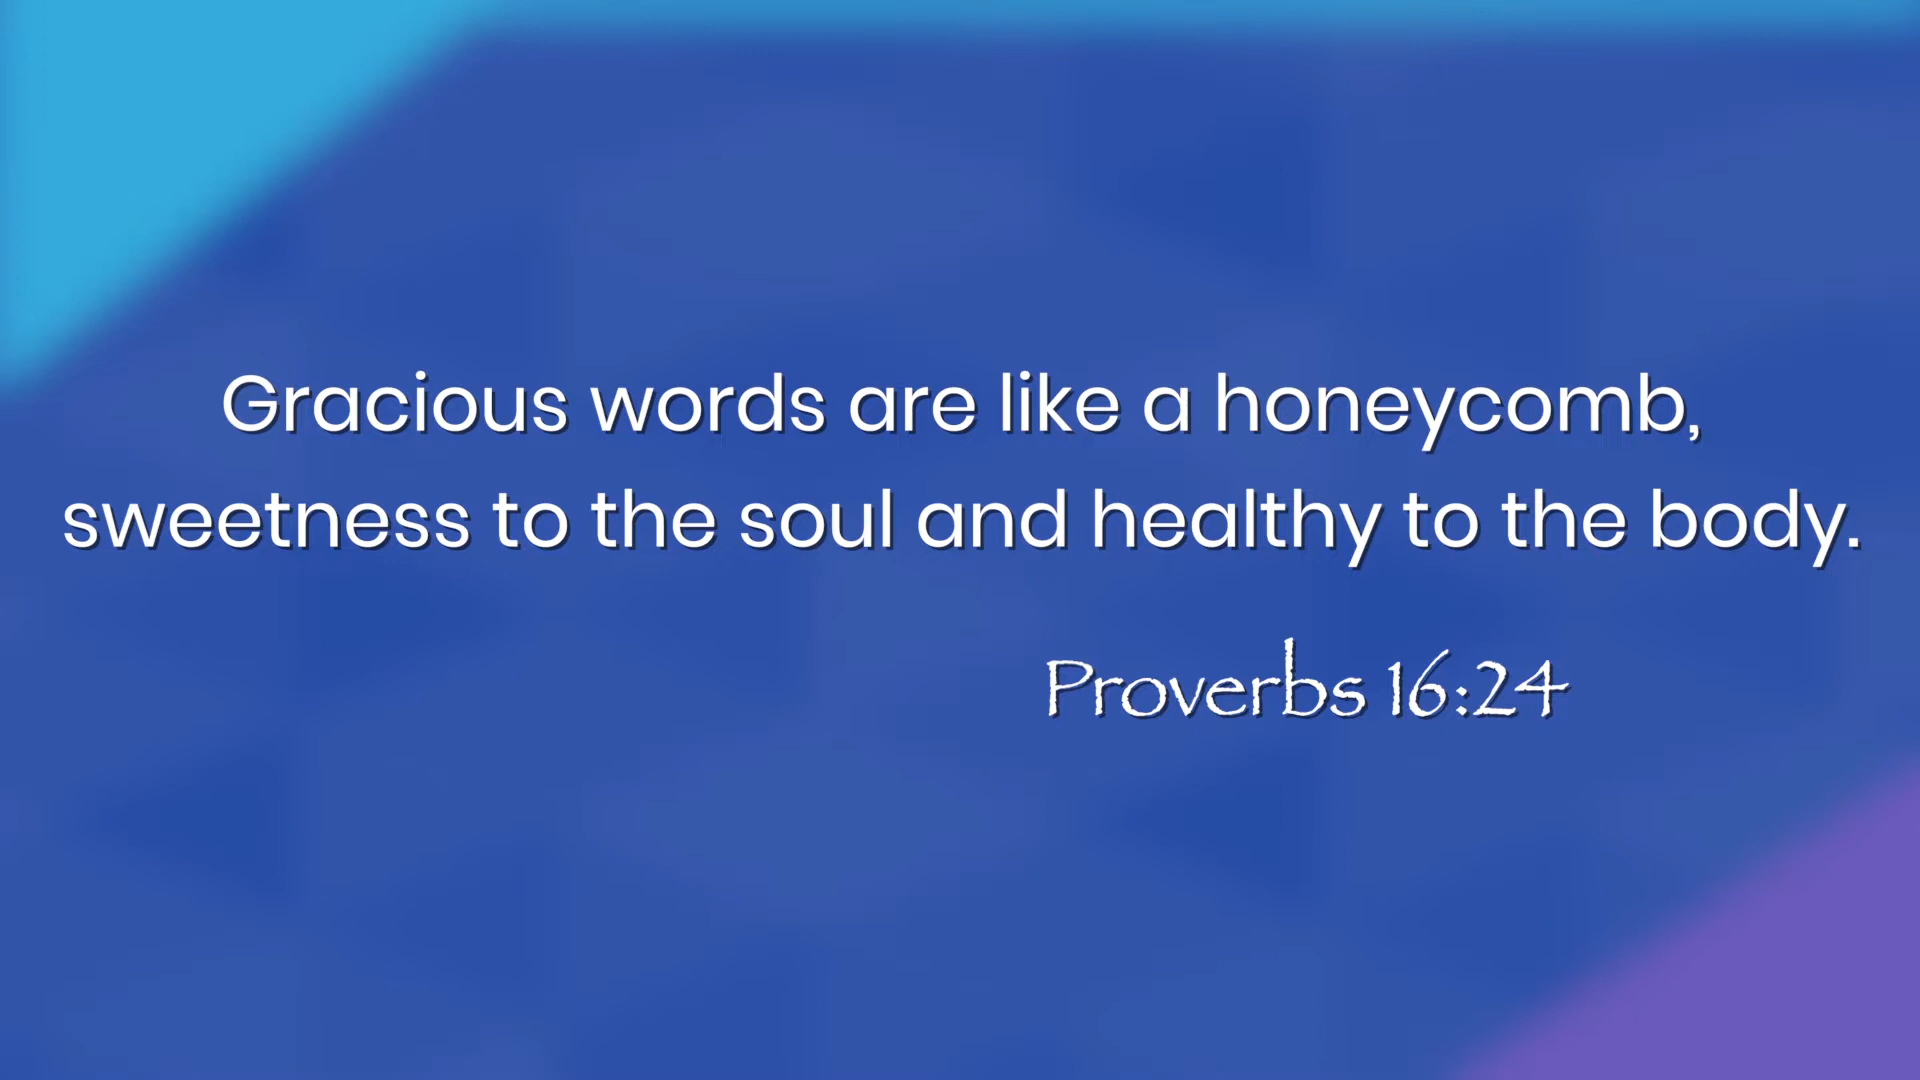 Gracious words are like a honeycomb,
sweetness to the soul and healthy to the body.
Proverbs 16:24